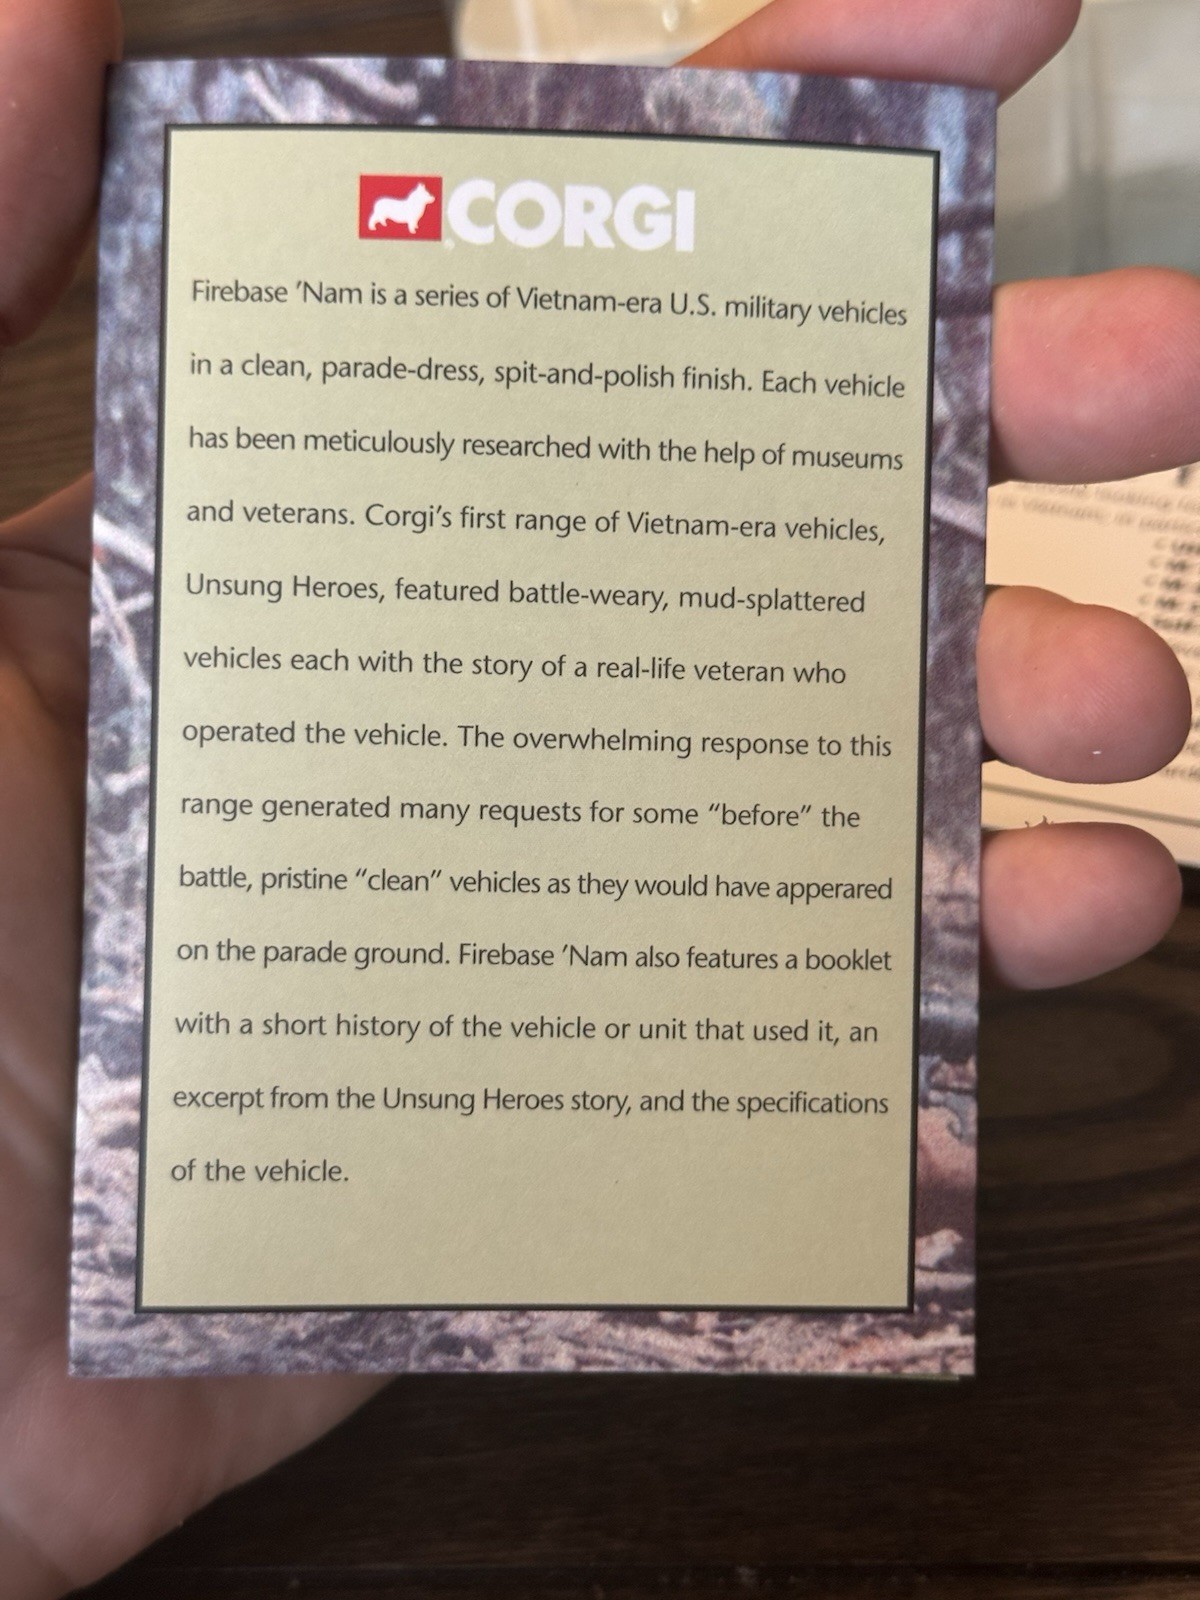 CORGI
Firebase ’Nam is a series of Vietnam-era U.S. military vehicles
in a clean, parade-dress, spit-and-polish finish. Each vehicle
has been meticulously researched with the help of museums
and veterans. Corgi’s first range of Vietnam-era vehicles,
Unsung Heroes, featured battle-weary, mud-splattered
vehicles each with the story of a real-life veteran who
operated the vehicle. The overwhelming response to this
range generated many requests for some “before” the
battle, pristine “clean” vehicles as they would have apperared
on the parade ground. Firebase ’Nam also features a booklet
with a short history of the vehicle or unit that used it, an
excerpt from the Unsung Heroes story, and the specifications
of the vehicle.